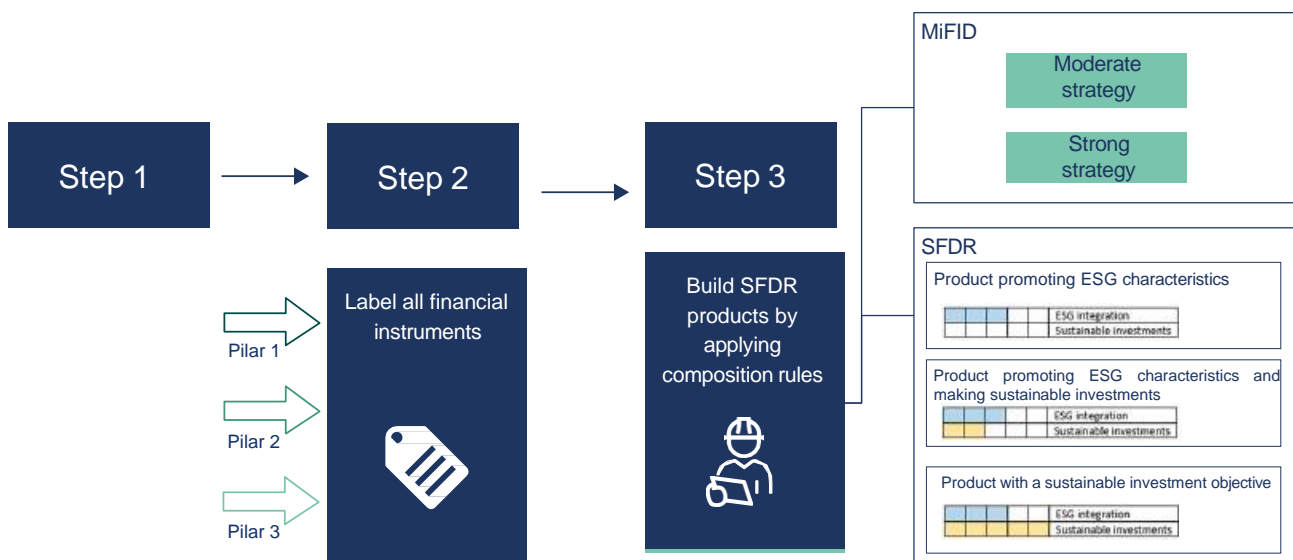 Step 1
Step 2
Step 3
Pilar 1
Pilar 2
Pilar 3
Label all financial
instruments
Build SFDR
products by
applying
composition rules
MiFID
Moderate
strategy
Strong
strategy
SFDR
Product promoting ESG characteristics
ESG integration
Sustainable investments
Product promoting ESG characteristics and
making sustainable investments
ESG integration
Sustainable investments
Product with a sustainable investment objective
ESG integration
Sustainable investments